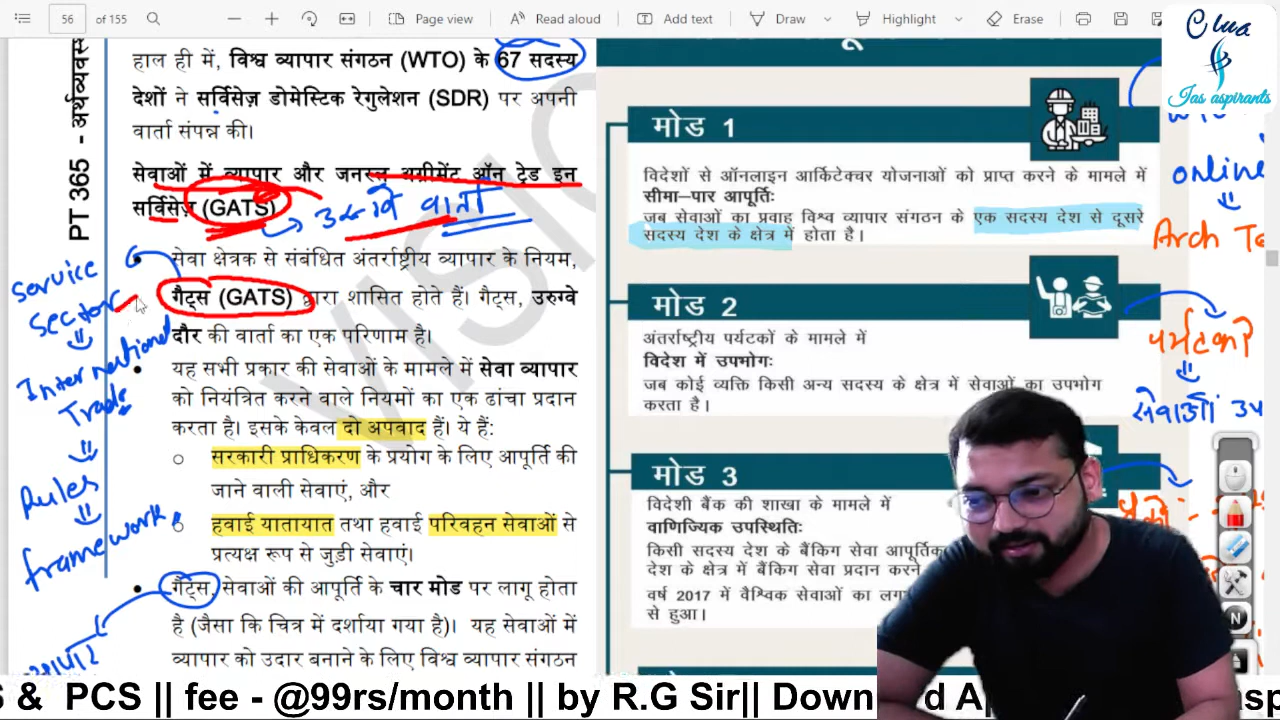 56 of 155
Page view
Read aloud
Add text
Draw
Highlight
Erase
Clua
Ias aspirants
PT 365 - अर्थव्यवस्
हाल ही में, विश्व व्यापार संगठन (WTO) के 67 सदस्य
देशों ने सर्विसेज़ डोमेस्टिक रेगुलेशन (SDR) पर अपनी
वार्ता संपन्न की।
सेवाओं में व्यापार और जनरल एग्रीमेंट ऑन ट्रेड इन
सर्विसेज़ (GATS)
उरुग्वे वार्ता
• सेवा क्षेत्रक से संबंधित अंतर्राष्ट्रीय व्यापार के नियम,
गैट्स (GATS) द्वारा शासित होते हैं। गैट्स, उरुग्वे
दौर की वार्ता का एक परिणाम है।
• यह सभी प्रकार की सेवाओं के मामले में सेवा व्यापार
को नियंत्रित करने वाले नियमों का एक ढांचा प्रदान
करता है। इसके केवल दो अपवाद हैं। ये हैं:
○ सरकारी प्राधिकरण के प्रयोग के लिए आपूर्ति की
जाने वाली सेवाएं, और
○ हवाई यातायात तथा हवाई परिवहन सेवाओं से
प्रत्यक्ष रूप से जुड़ी सेवाएं।
• गैट्स, सेवाओं की आपूर्ति के चार मोड पर लागू होता
है (जैसा कि चित्र में दर्शाया गया है)। यह सेवाओं में
व्यापार को उदार बनाने के लिए विश्व व्यापार संगठन
Service
Sector
International
Trade
Rules
framework
VISIO
मोड 1
विदेशों से ऑनलाइन आर्किटेक्चर योजनाओं को प्राप्त करने के मामले में
सीमा-पार आपूर्तिः
जब सेवाओं का प्रवाह विश्व व्यापार संगठन के एक सदस्य देश से दूसरे
सदस्य देश के क्षेत्र में होता है।
मोड 2
अंतर्राष्ट्रीय पर्यटकों के मामले में
विदेश में उपभोगः
जब कोई व्यक्ति किसी अन्य सदस्य के क्षेत्र में सेवाओं का उपभोग
करता है।
मोड 3
विदेशी बैंक की शाखा के मामले में
वाणिज्यिक उपस्थितिः
किसी सदस्य देश के बैंकिग सेवा आपूर्तिक
देश के क्षेत्र में बैंकिग सेवा प्रदान करने
वर्ष 2017 में वैश्विक सेवाओं का लगा
से हुआ।
online
Arch Te
पर्यटको
सेवाओं उप
S & PCS || fee - @99rs/month || by R.G Sir|| Down d A asp